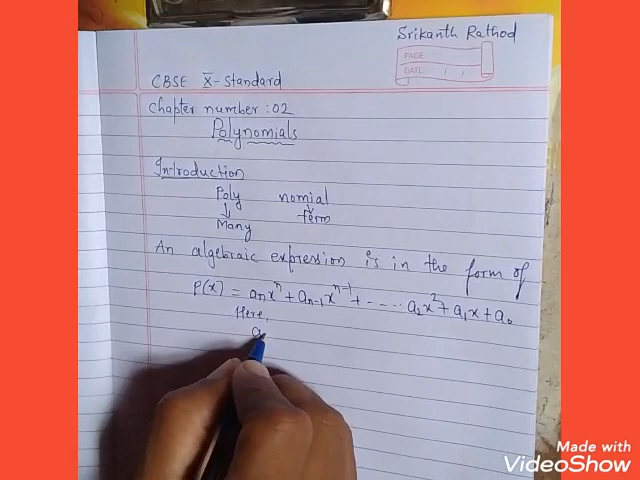 Srikanth Rathod
PAGE
DATE / /
CBSE X̅-Standard
Chapter number : 02
Polynomials
Introduction
Poly nomial
↓ ↓
Many term
An algebraic expression is in the form of
P(x) = aₙxⁿ + aₙ₋₁xⁿ⁻¹ + ---- a₂x² + a₁x + a₀
Here,
a
Made with
VideoShow